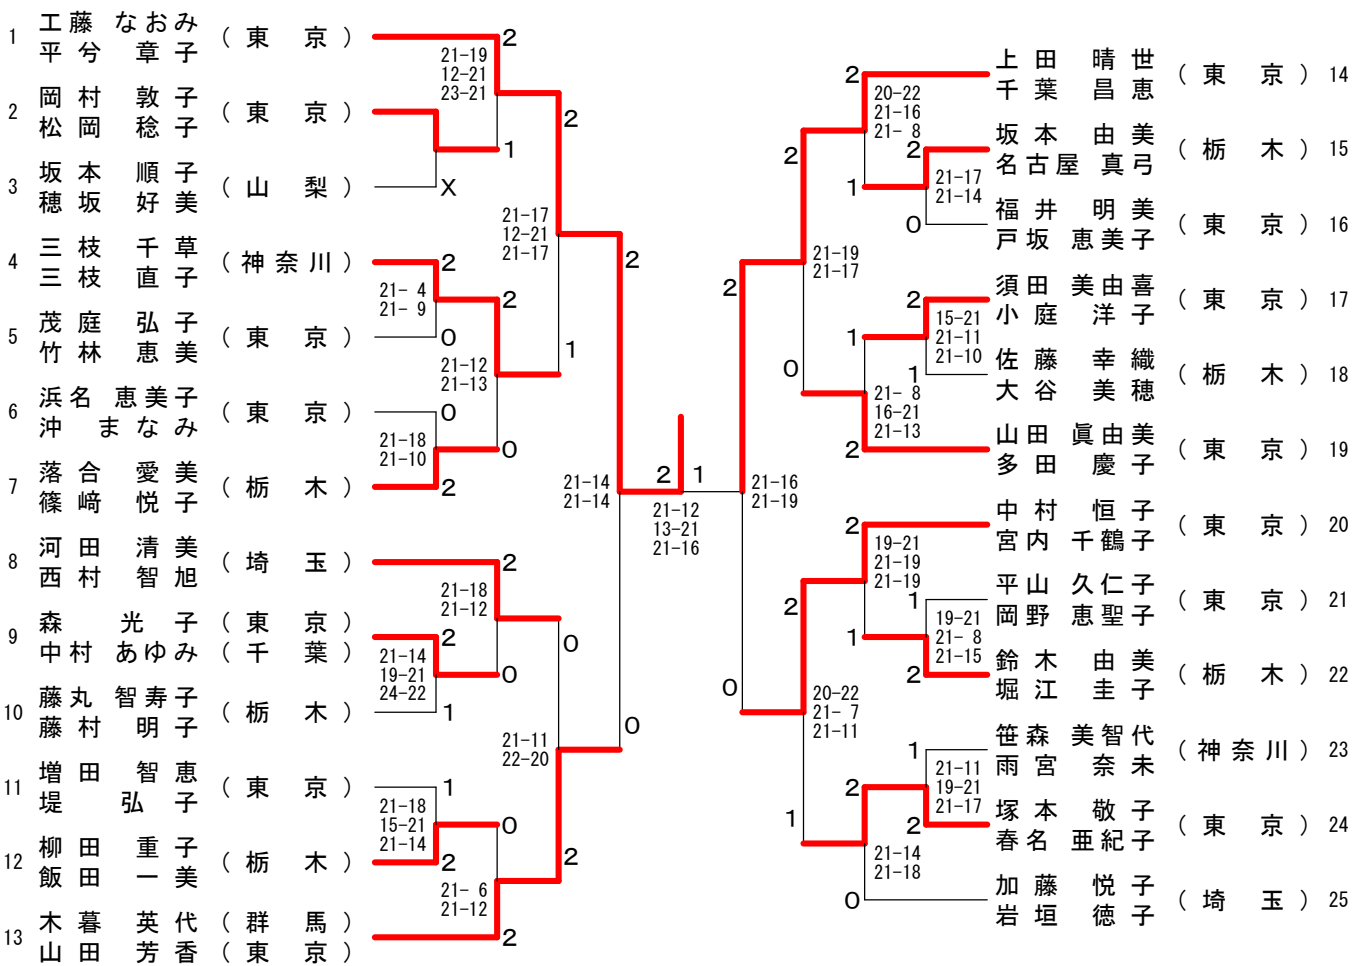 1 工藤 なおみ (東 京)
平兮 章子
2 岡村 敦子 (東 京)
松岡 稔子
3 坂本 順子 (山 梨)
穂坂 好美
4 三枝 千草 (神奈川)
三枝 直子
5 茂庭 弘子 (東 京)
竹林 恵美
6 浜名 恵美子 (東 京)
沖 まなみ
7 落合 愛美 (栃 木)
篠﨑 悦子
8 河田 清美 (埼 玉)
西村 智旭
9 森 光子 (東 京)
中村 あゆみ (千 葉)
10 藤丸 智寿子 (栃 木)
藤村 明子
11 増田 智恵 (東 京)
堤 弘子
12 柳田 重子 (栃 木)
飯田 一美
13 木暮 英代 (群 馬)
山田 芳香 (東 京)
2
21-19
12-21
23-21
1
X
2
21-17
12-21
21-17
2
21- 4
21- 9
0
2
21-12
21-13
1
0
21-18
21-10
2
0
2
21-14
21-14
2
21-18
21-12
0
2
21-14
19-21
24-22
1
0
21-11
22-20
0
1
21-18
15-21
21-14
2
0
21- 6
21-12
2
2
2 1
21-12
13-21
21-16
2
21-16
21-19
0
2
20-22
21-16
21- 8
1
2
21-17
21-14
0
2
21-19
21-17
0
2
15-21
21-11
21-10
1
1
21- 8
16-21
21-13
2
2
19-21
21-19
21-19
1
1
19-21
21- 8
21-15
2
2
20-22
21- 7
21-11
1
1
21-11
19-21
21-17
2
2
21-14
21-18
0
上田 晴世 (東 京) 14
千葉 昌恵
坂本 由美 (栃 木) 15
名古屋 真弓
福井 明美 (東 京) 16
戸坂 恵美子
須田 美由喜 (東 京) 17
小庭 洋子
佐藤 幸織 (栃 木) 18
大谷 美穂
山田 眞由美 (東 京) 19
多田 慶子
中村 恒子 (東 京) 20
宮内 千鶴子
平山 久仁子 (東 京) 21
岡野 恵聖子
鈴木 由美 (栃 木) 22
堀江 圭子
笹森 美智代 (神奈川) 23
雨宮 奈未
塚本 敬子 (東 京) 24
春名 亜紀子
加藤 悦子 (埼 玉) 25
岩垣 徳子